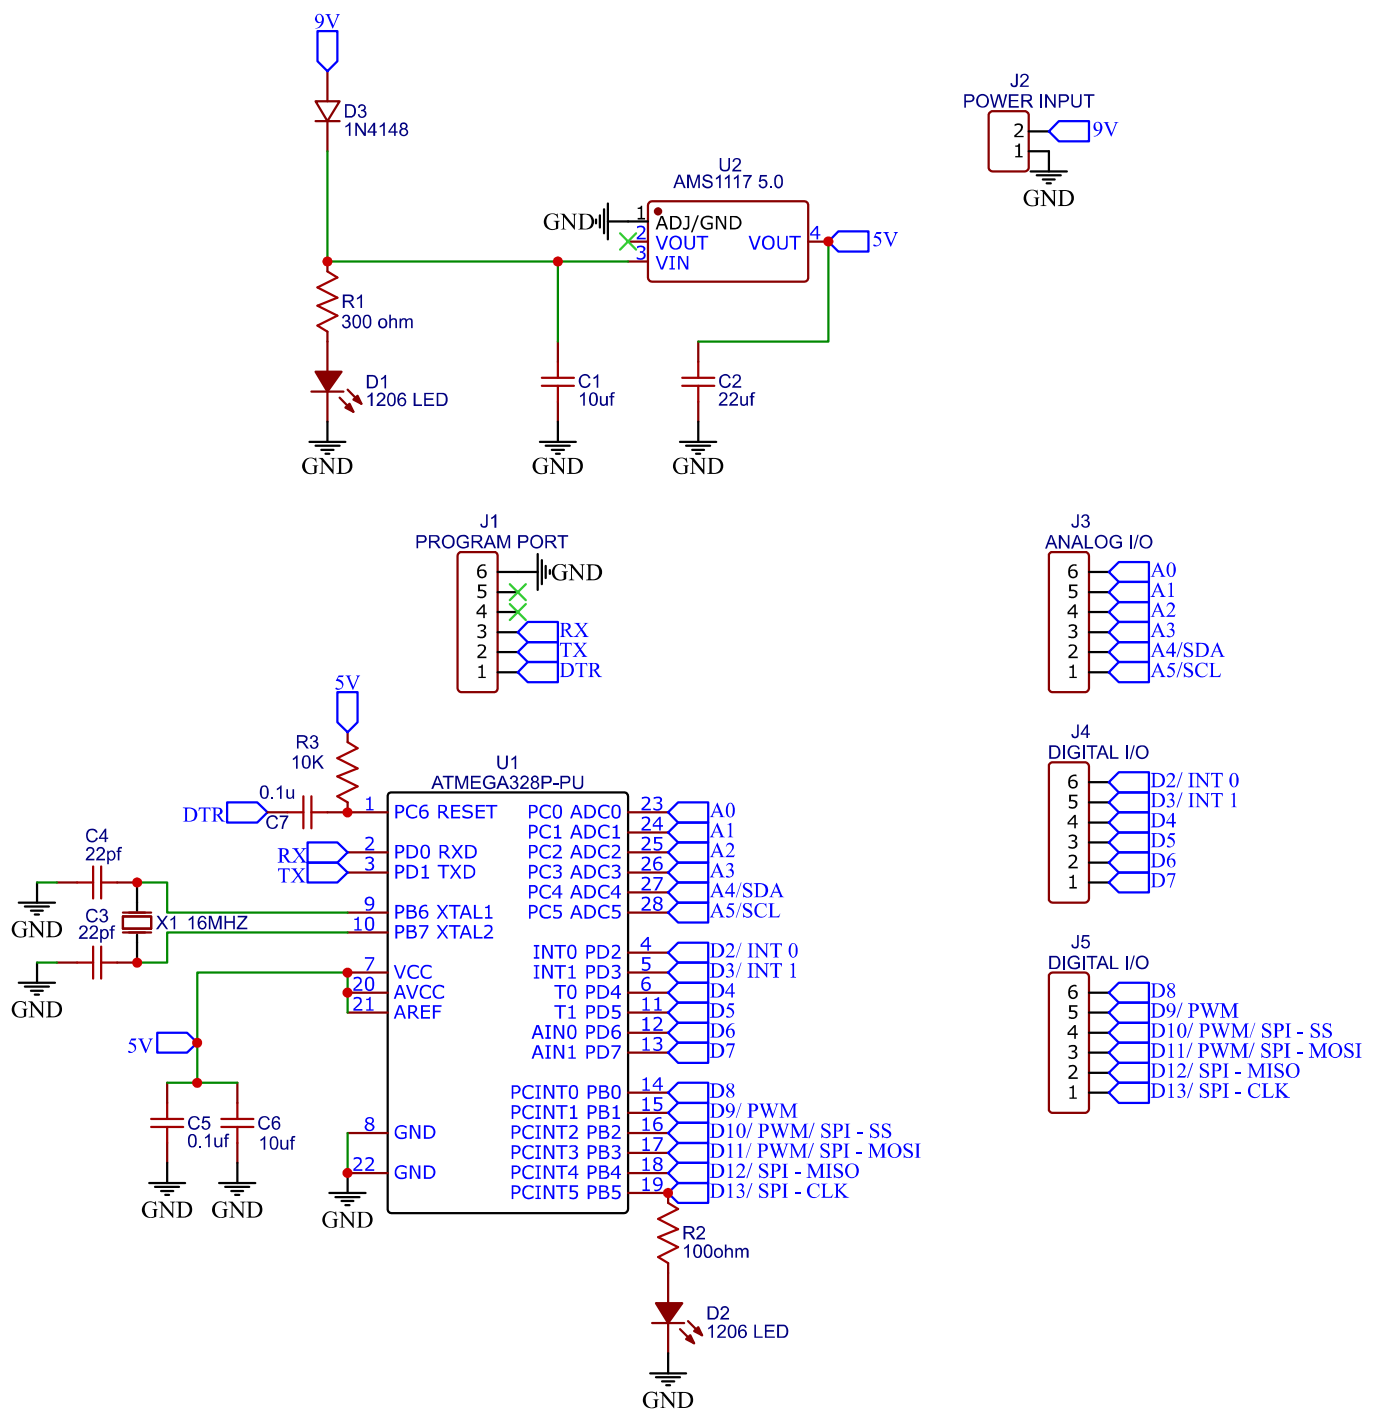 9V
D3
1N4148
J2
POWER INPUT
2
9V
1
GND
U2
AMS1117 5.0
GND
1
ADJ/GND
2
VOUT
VOUT
4
5V
3
VIN
R1
300 ohm
D1
1206 LED
C1
10uf
C2
22uf
GND
GND
GND
J1
PROGRAM PORT
6
GND
5
4
3
RX
2
TX
1
DTR
J3
ANALOG I/O
6
A0
5
A1
4
A2
3
A3
2
A4/SDA
1
A5/SCL
5V
R3
10K
J4
DIGITAL I/O
6
D2/ INT 0
5
D3/ INT 1
4
D4
3
D5
2
D6
1
D7
U1
ATMEGA328P-PU
0.1u
DTR
C7
1
PC6 RESET
PC0 ADC0
23
A0
PC1 ADC1
24
A1
C4
22pf
RX
2
PD0 RXD
PC2 ADC2
25
A2
TX
3
PD1 TXD
PC3 ADC3
26
A3
PC4 ADC4
27
A4/SDA
GND
C3
22pf
X1 16MHZ
9
PB6 XTAL1
PC5 ADC5
28
A5/SCL
10
PB7 XTAL2
INT0 PD2
4
D2/ INT 0
GND
7
VCC
INT1 PD3
5
D3/ INT 1
20
AVCC
T0 PD4
6
D4
21
AREF
T1 PD5
11
D5
5V
AIN0 PD6
12
D6
AIN1 PD7
13
D7
J5
DIGITAL I/O
6
D8
5
D9/ PWM
4
D10/ PWM/ SPI - SS
3
D11/ PWM/ SPI - MOSI
2
D12/ SPI - MISO
1
D13/ SPI - CLK
C5
0.1uf
C6
10uf
GND
GND
8
GND
22
GND
GND
PCINT0 PB0
14
D8
PCINT1 PB1
15
D9/ PWM
PCINT2 PB2
16
D10/ PWM/ SPI - SS
PCINT3 PB3
17
D11/ PWM/ SPI - MOSI
PCINT4 PB4
18
D12/ SPI - MISO
PCINT5 PB5
19
D13/ SPI - CLK
R2
100ohm
D2
1206 LED
GND